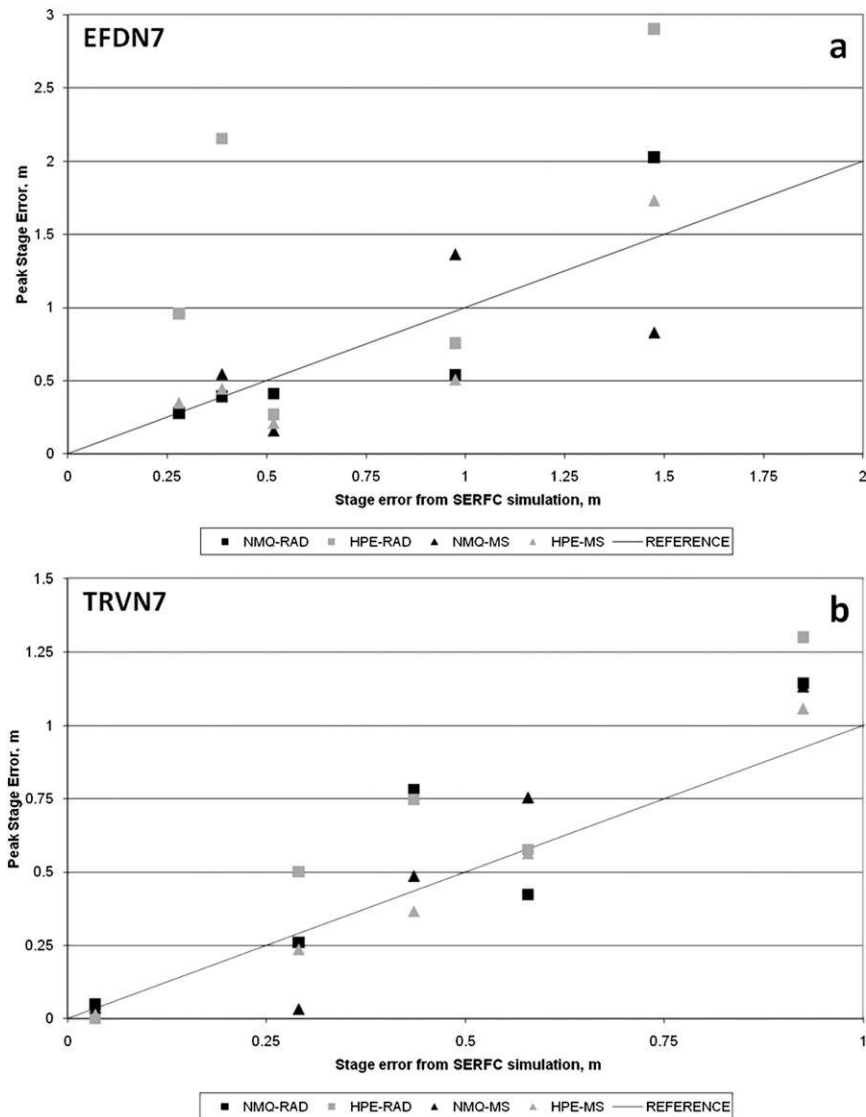 EFDN7
a
Peak Stage Error, m
3
2.5
2
1.5
1
0.5
0
0 0.25 0.5 0.75 1 1.25 1.5 1.75 2
Stage error from SERFC simulation, m
NMQ-RAD HPE-RAD NMQ-MS HPE-MS REFERENCE
TRVN7
b
Peak Stage Error, m
1.5
1.25
1
0.75
0.5
0.25
0
0 0.25 0.5 0.75 1
Stage error from SERFC simulation, m
NMQ-RAD HPE-RAD NMQ-MS HPE-MS REFERENCE